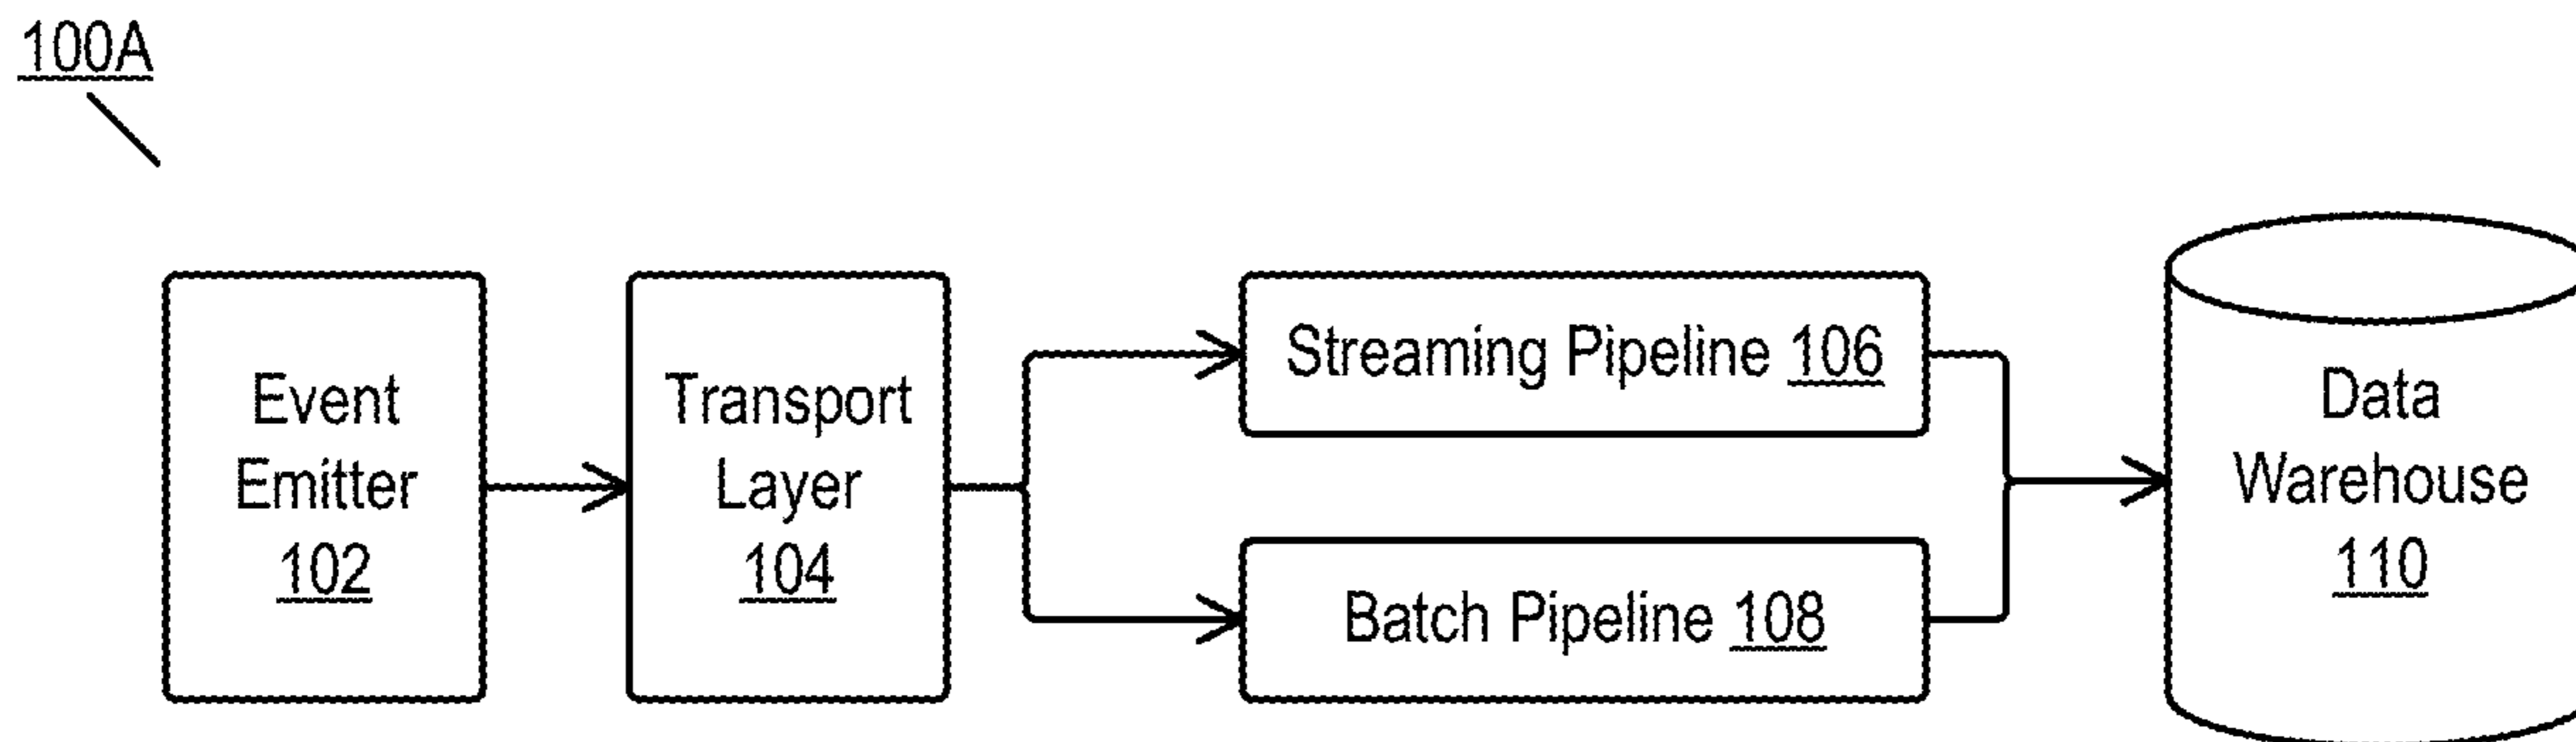 100A
Event
Emitter
102
Transport
Layer
104
Streaming Pipeline 106
Batch Pipeline 108
Data
Warehouse
110